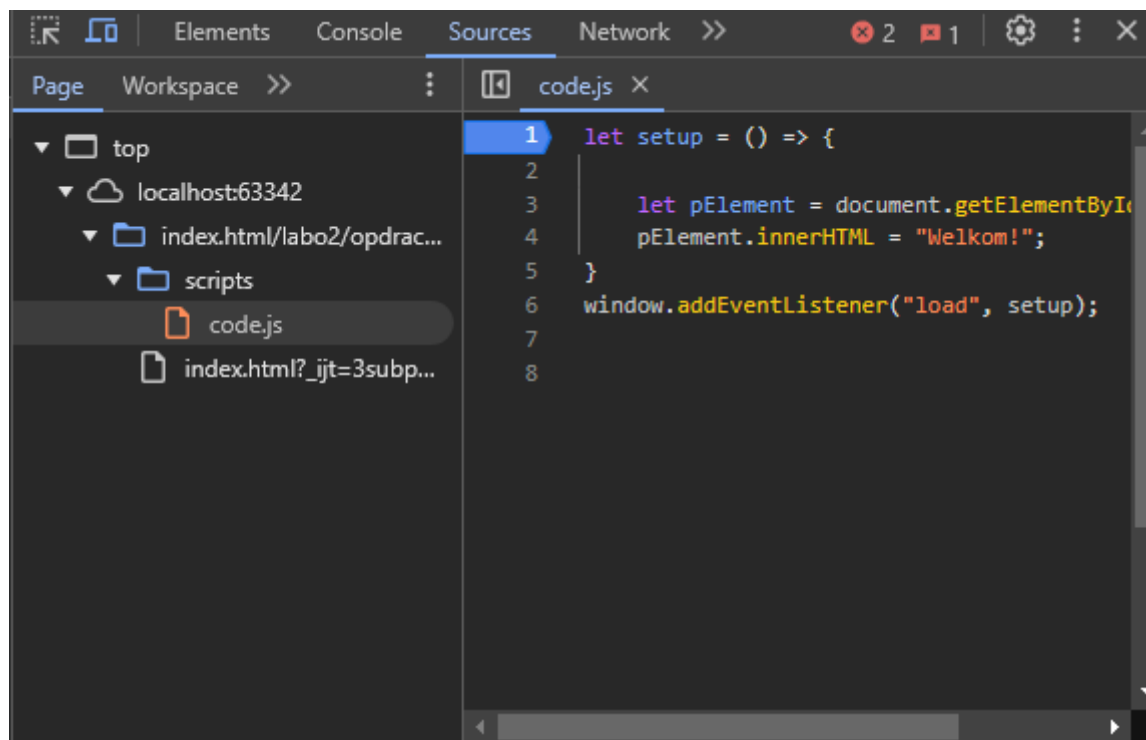 Elements Console Sources Network 2 1
Page Workspace code.js
top
localhost:63342
index.html/labo2/opdrac...
scripts
code.js
index.html?_ijt=3subp...
1 let setup = () => {
2
3 let pElement = document.getElementById
4 pElement.innerHTML = "Welkom!";
5 }
6 window.addEventListener("load", setup);
7
8